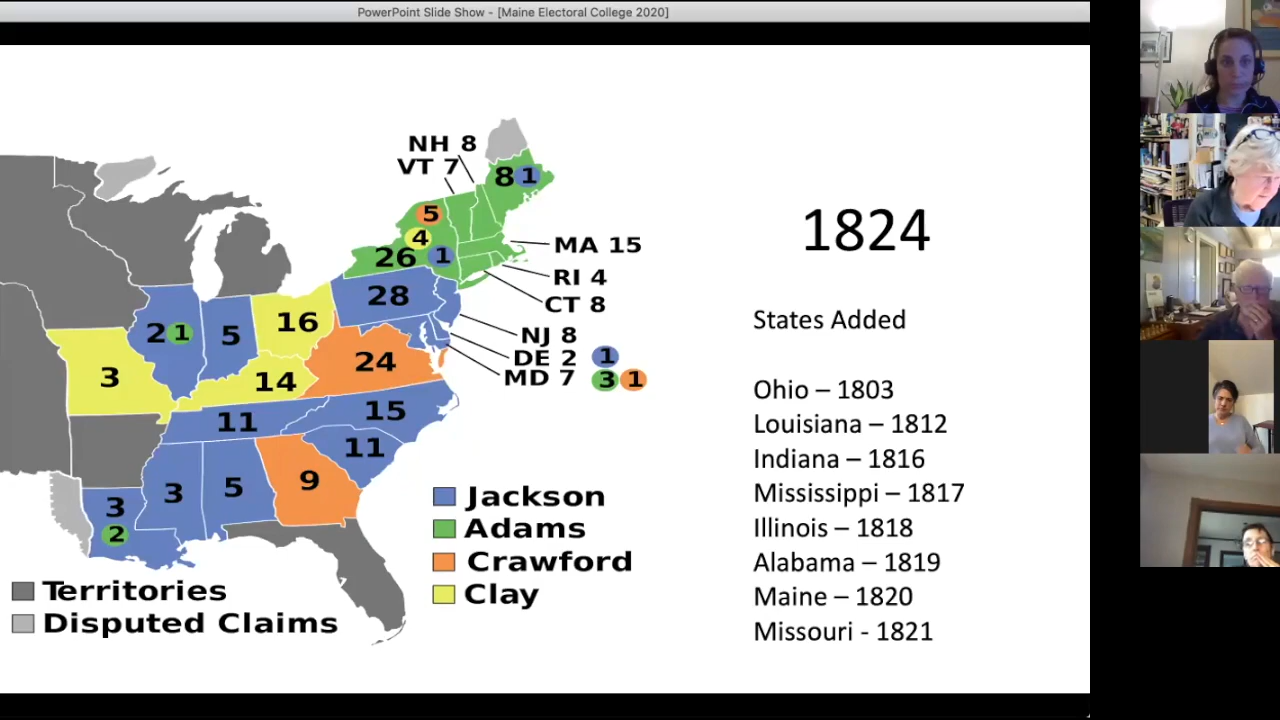 PowerPoint Slide Show - [Maine Electoral College 2020]
NH 8
VT 7
8 1
5
4
26 1
MA 15
RI 4
CT 8
28
NJ 8
DE 2 1
MD 7 3 1
2 1
5
16
24
3
14
11
15
11
3
5
9
3
2
Jackson
Adams
Crawford
Clay
Territories
Disputed Claims
1824
States Added
Ohio – 1803
Louisiana – 1812
Indiana – 1816
Mississippi – 1817
Illinois – 1818
Alabama – 1819
Maine – 1820
Missouri - 1821